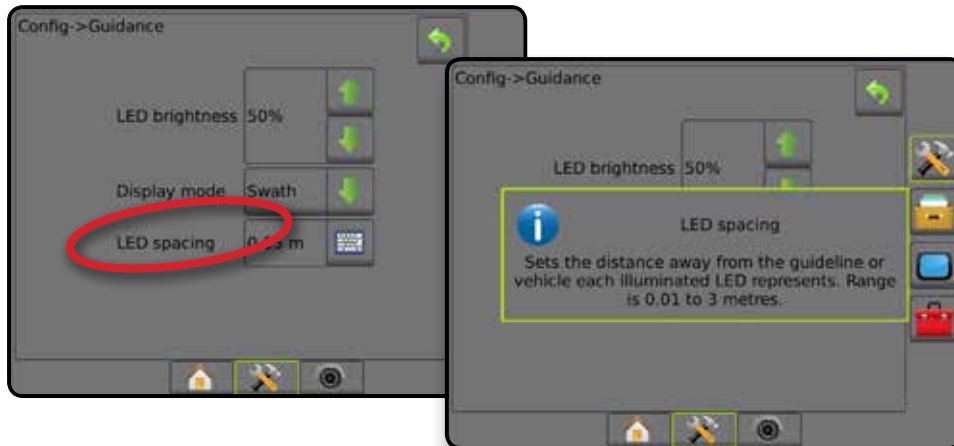 Config->Guidance
LED brightness 50%
Display mode Swath
LED spacing m
Config->Guidance
LED brightness 50%
LED spacing
Sets the distance away from the guideline or
vehicle each illuminated LED represents. Range
is 0.01 to 3 metres.